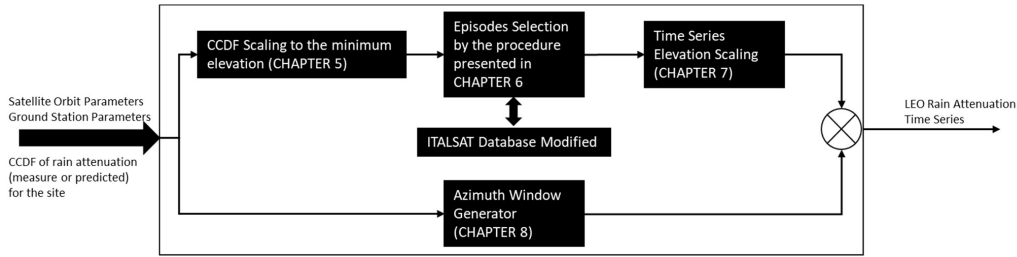 Satellite Orbit Parameters
Ground Station Parameters
CCDF of rain attenuation
(measure or predicted)
for the site
CCDF Scaling to the minimum
elevation (CHAPTER 5)
Episodes Selection
by the procedure
presented in
CHAPTER 6
Time Series
Elevation Scaling
(CHAPTER 7)
ITALSAT Database Modified
Azimuth Window
Generator
(CHAPTER 8)
LEO Rain Attenuation
Time Series